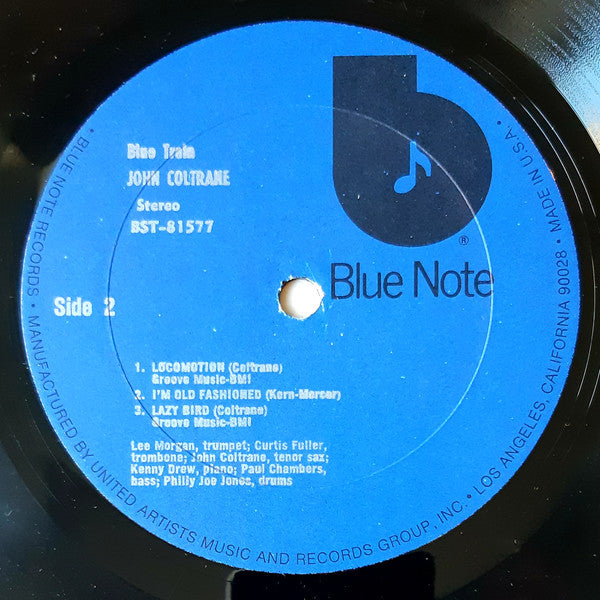 Blue Train
JOHN COLTRANE
Stereo
BST-81577
®
Blue Note
Side 2
1. LOCOMOTION (Coltrane)
Groove Music-BMI
2. I'M OLD FASHIONED (Kern-Mercer)
3. LAZY BIRD (Coltrane)
Groove Music-BMI
Lee Morgan, trumpet; Curtis Fuller,
trombone; John Coltrane, tenor sax;
Kenny Drew, piano; Paul Chambers,
bass; Philly Joe Jones, drums
• BLUE NOTE RECORDS • MANUFACTURED BY UNITED ARTISTS MUSIC AND RECORDS GROUP, INC. • LOS ANGELES, CALIFORNIA 90028 • MADE IN U.S.A.